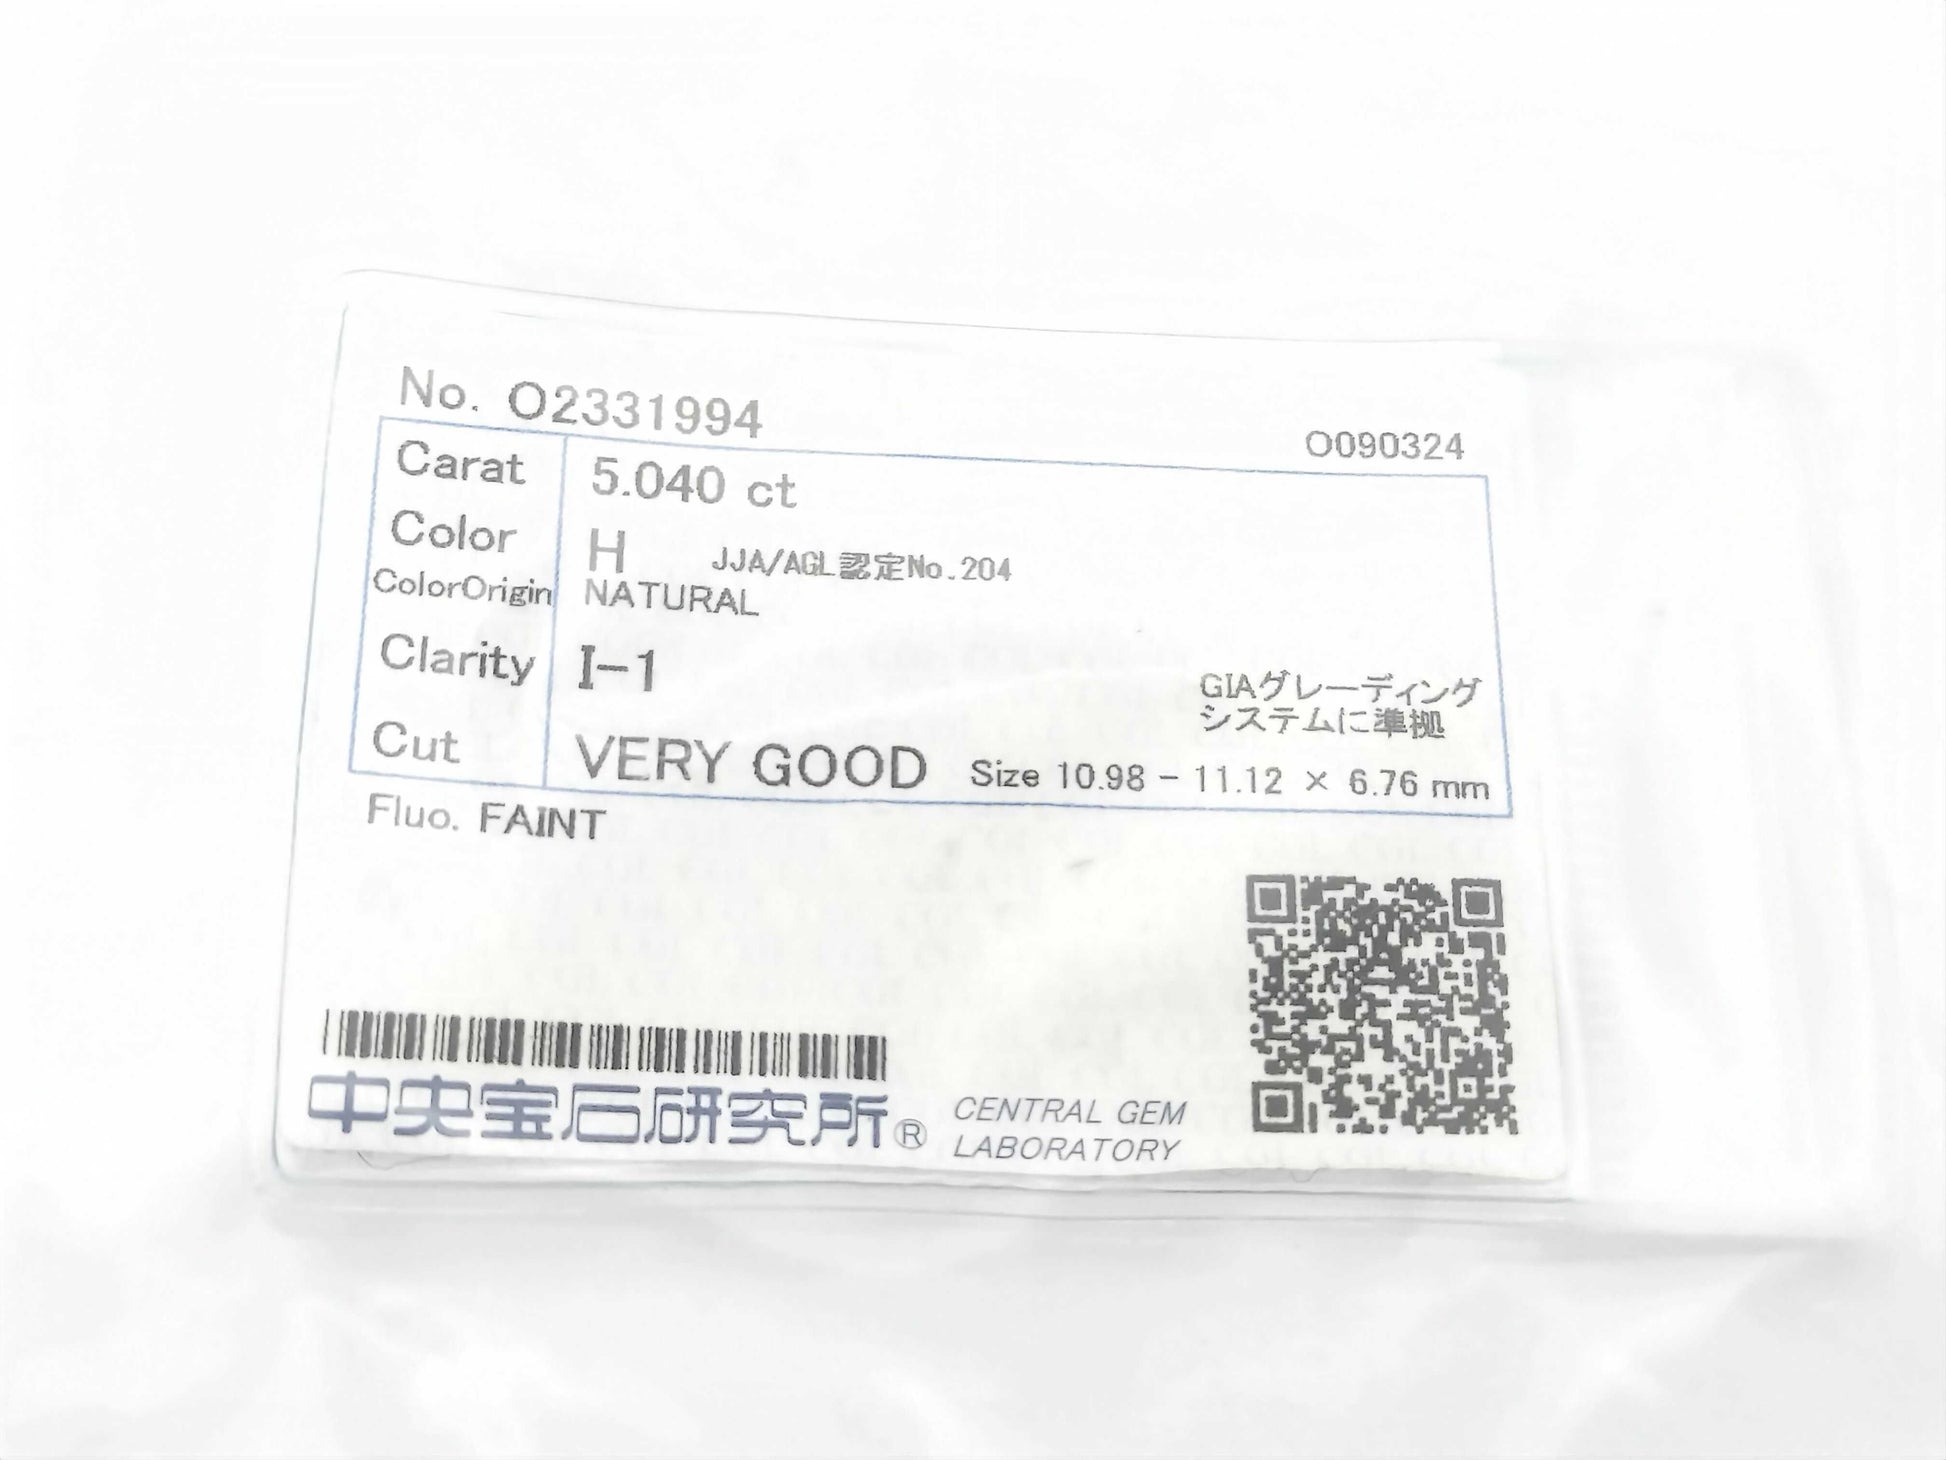 No. O2331994
O090324
Carat 5.040 ct
Color H JJA/AGL認定No.204
ColorOrigin NATURAL
Clarity I-1
GIAグレーディング
システムに準拠
Cut VERY GOOD Size 10.98 - 11.12 × 6.76 mm
Fluo. FAINT
中央宝石研究所® CENTRAL GEM
LABORATORY